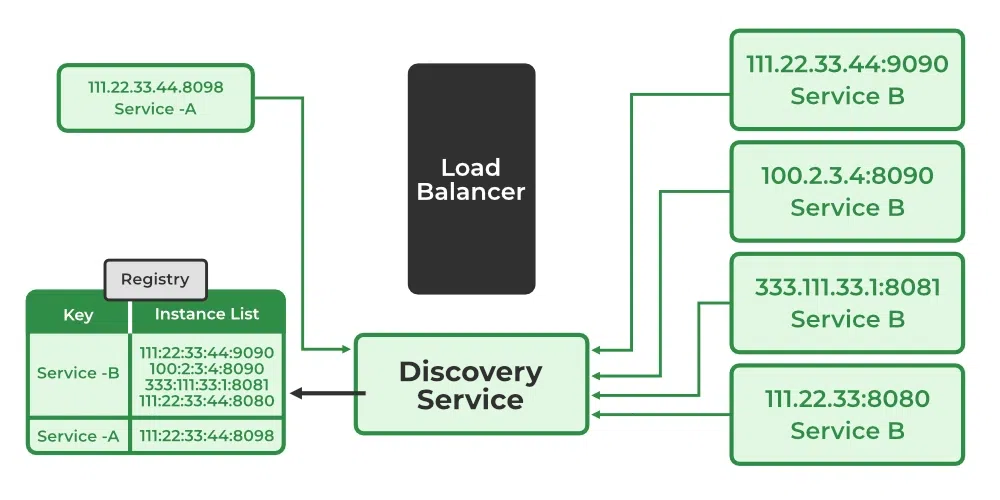 111.22.33.44.8098
Service -A
Load
Balancer
111.22.33.44:9090
Service B
100.2.3.4:8090
Service B
333.111.33.1:8081
Service B
111.22.33:8080
Service B
Registry
Key
Instance List
Service -B
111:22:33:44:9090
100:2:3:4:8090
333:111:33:1:8081
111:22:33:44:8080
Service -A
111:22:33:44:8098
Discovery
Service